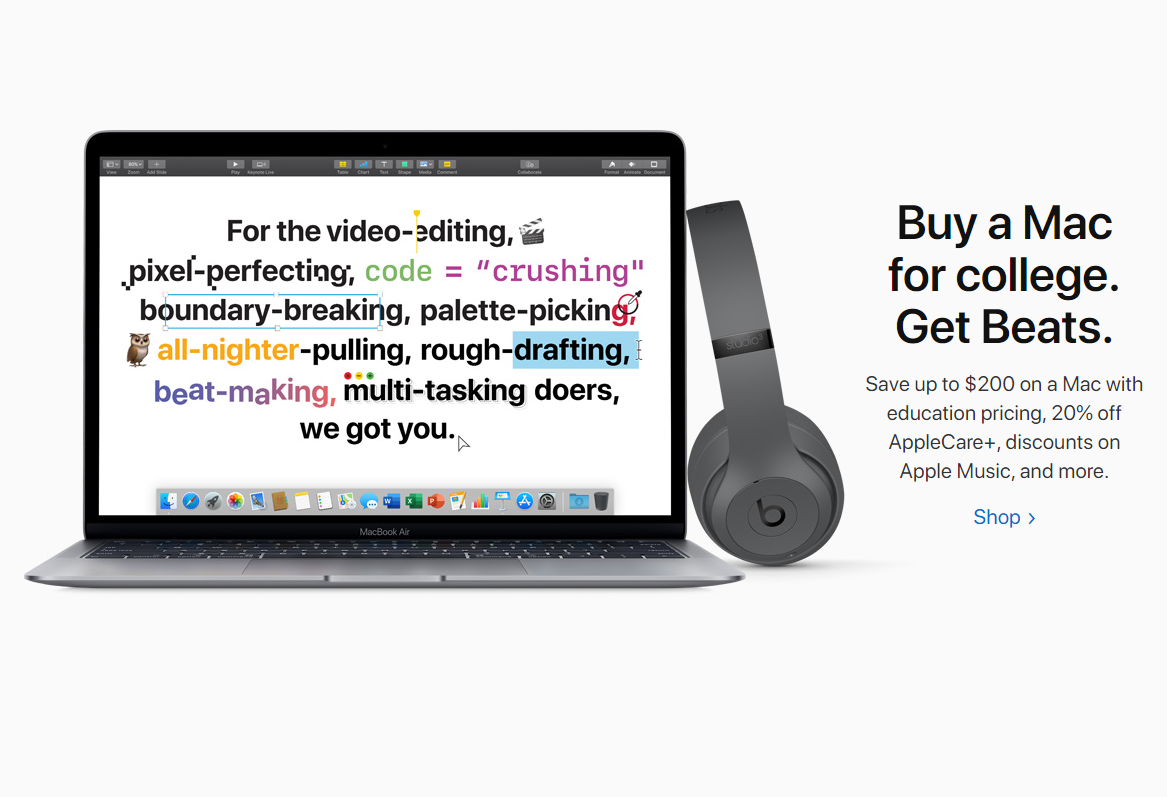 View
Zoom
Add Slide
Play
Keynote Live
Table
Chart
Text
Shape
Media
Comment
Collaborate
Format
Animate
Document
For the video-editing,
pixel-perfecting, code = “crushing"
boundary-breaking, palette-picking,
all-nighter-pulling, rough-drafting,
beat-making, multi-tasking doers,
we got you.
MacBook Air
studio³
b
Buy a Mac
for college.
Get Beats.
Save up to $200 on a Mac with
education pricing, 20% off
AppleCare+, discounts on
Apple Music, and more.
Shop >